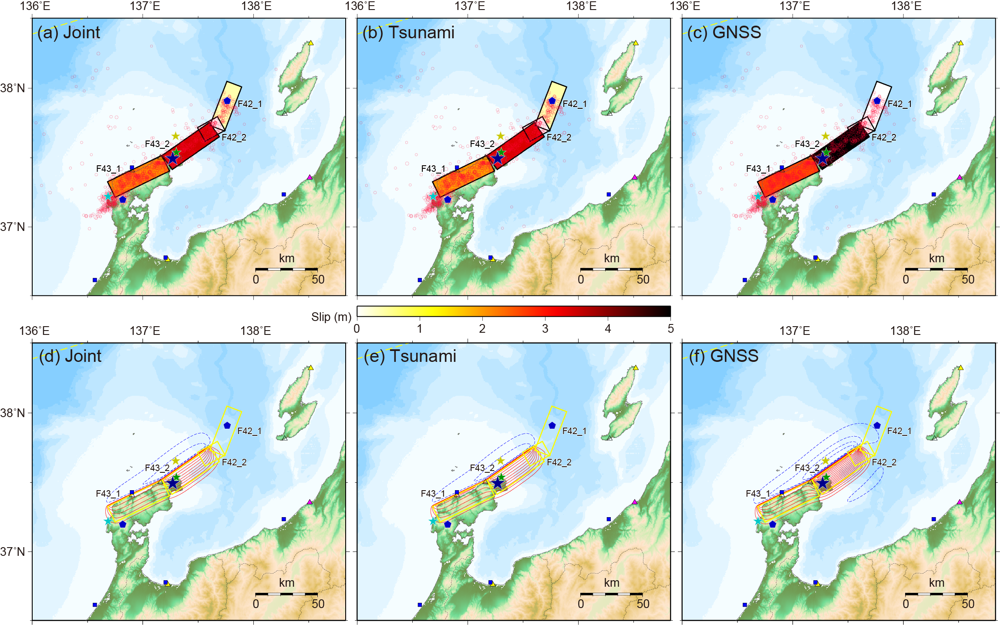 136˚E 137˚E 138˚E 136˚E 137˚E 138˚E 136˚E 137˚E 138˚E
(a) Joint (b) Tsunami (c) GNSS
38˚N
F42_1 F42_1 F42_1
F42_2 F42_2 F42_2
F43_2 F43_2 F43_2
F43_1 F43_1 F43_1
37˚N
km km km
0 50 0 50 0 50
Slip (m)
0 1 2 3 4 5
136˚E 137˚E 138˚E 137˚E 138˚E
(d) Joint (e) Tsunami (f) GNSS
38˚N
F42_1 F42_1 F42_1
F42_2 F42_2 F42_2
F43_2 F43_2 F43_2
F43_1 F43_1 F43_1
37˚N
km km km
0 50 0 50 0 50